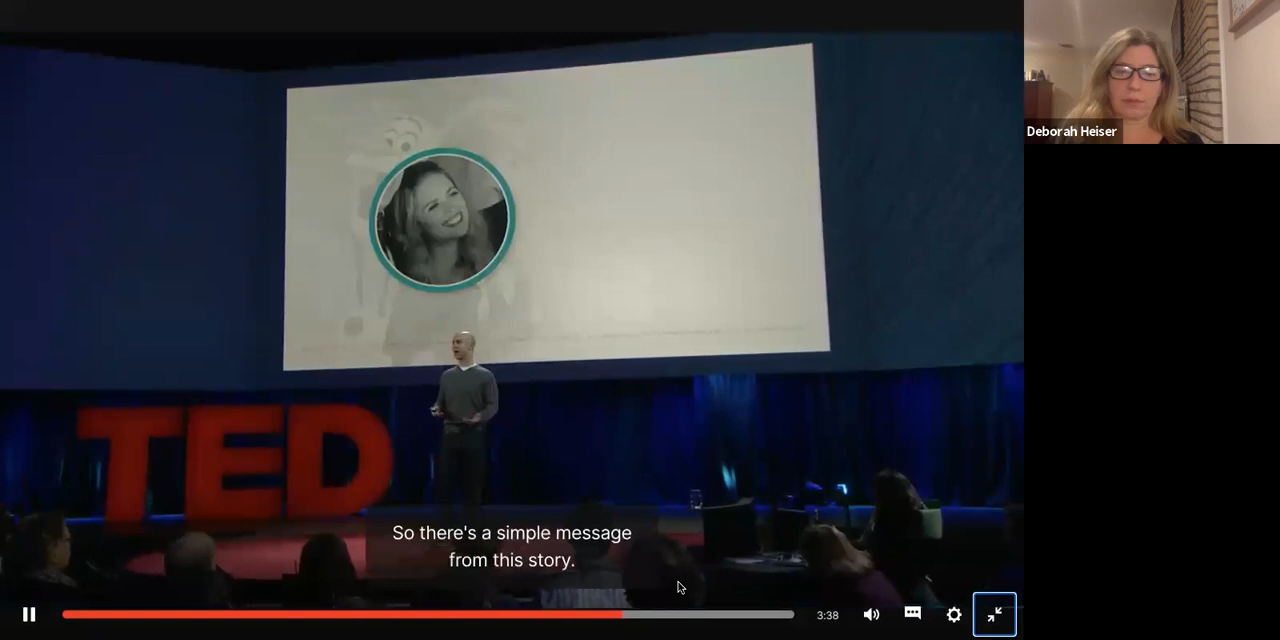 Deborah Heiser
TED
So there's a simple message
from this story.
3:38